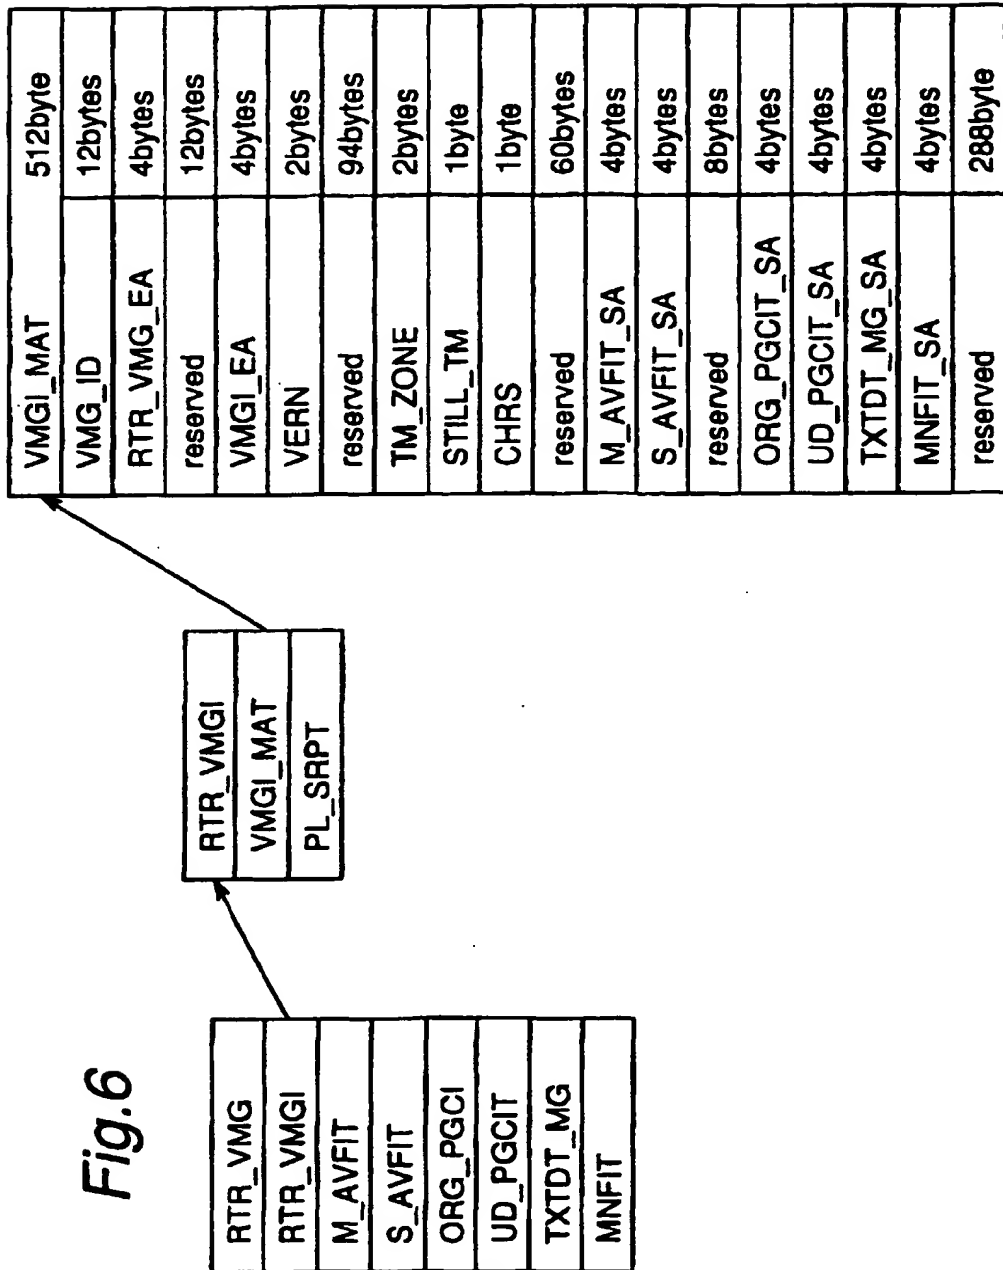 Fig.6
RTR_VMG
RTR_VMGI
M_AVFIT
S_AVFIT
ORG_PGCI
UD_PGCIT
TXTDT_MG
MNFIT
RTR_VMGI
VMGI_MAT
PL_SRPT
VMGI_MAT 512byte
VMG_ID 12bytes
RTR_VMG_EA 4bytes
reserved 12bytes
VMGI_EA 4bytes
VERN 2bytes
reserved 94bytes
TM_ZONE 2bytes
STILL_TM 1byte
CHRS 1byte
reserved 60bytes
M_AVFIT_SA 4bytes
S_AVFIT_SA 4bytes
reserved 8bytes
ORG_PGCIT_SA 4bytes
UD_PGCIT_SA 4bytes
TXTDT_MG_SA 4bytes
MNFIT_SA 4bytes
reserved 288byte